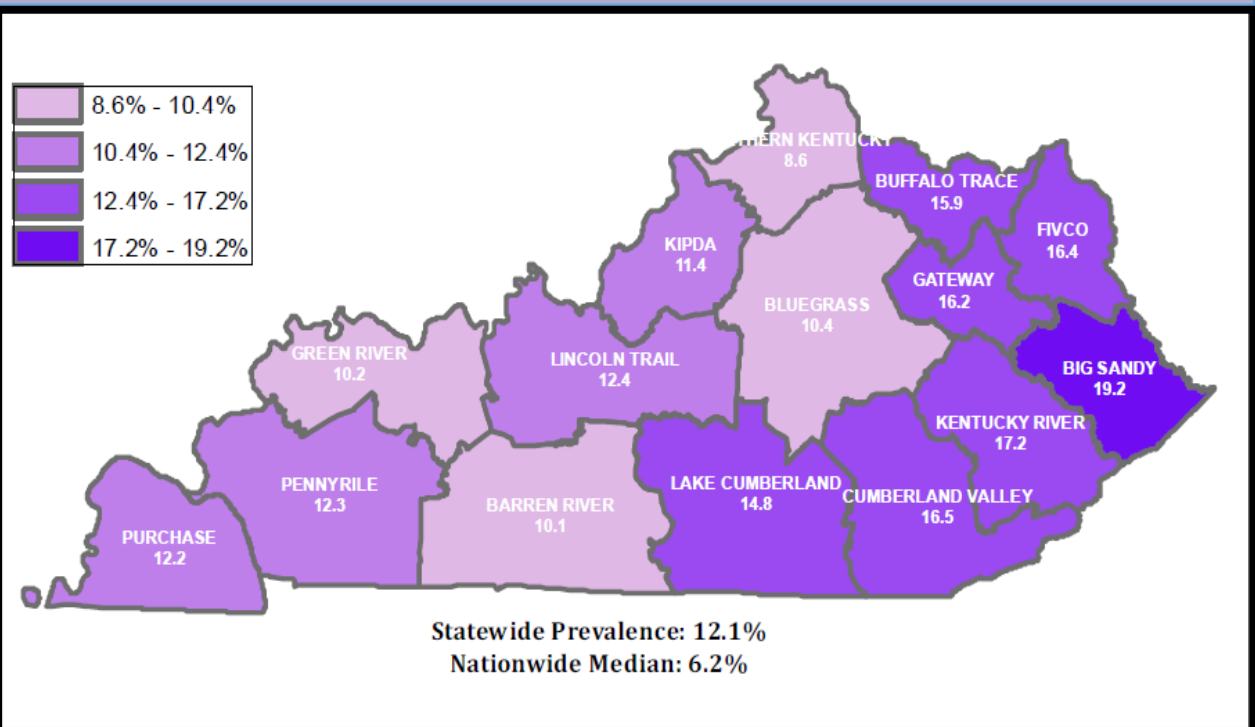 8.6% - 10.4%
10.4% - 12.4%
12.4% - 17.2%
17.2% - 19.2%
THERN KENTUCKY
8.6
BUFFALO TRACE
15.9
FIVCO
16.4
KIPDA
11.4
GATEWAY
16.2
BLUEGRASS
10.4
GREEN RIVER
10.2
LINCOLN TRAIL
12.4
BIG SANDY
19.2
KENTUCKY RIVER
17.2
PENNYRILE
12.3
BARREN RIVER
10.1
LAKE CUMBERLAND
14.8
CUMBERLAND VALLEY
16.5
PURCHASE
12.2
Statewide Prevalence: 12.1%
Nationwide Median: 6.2%